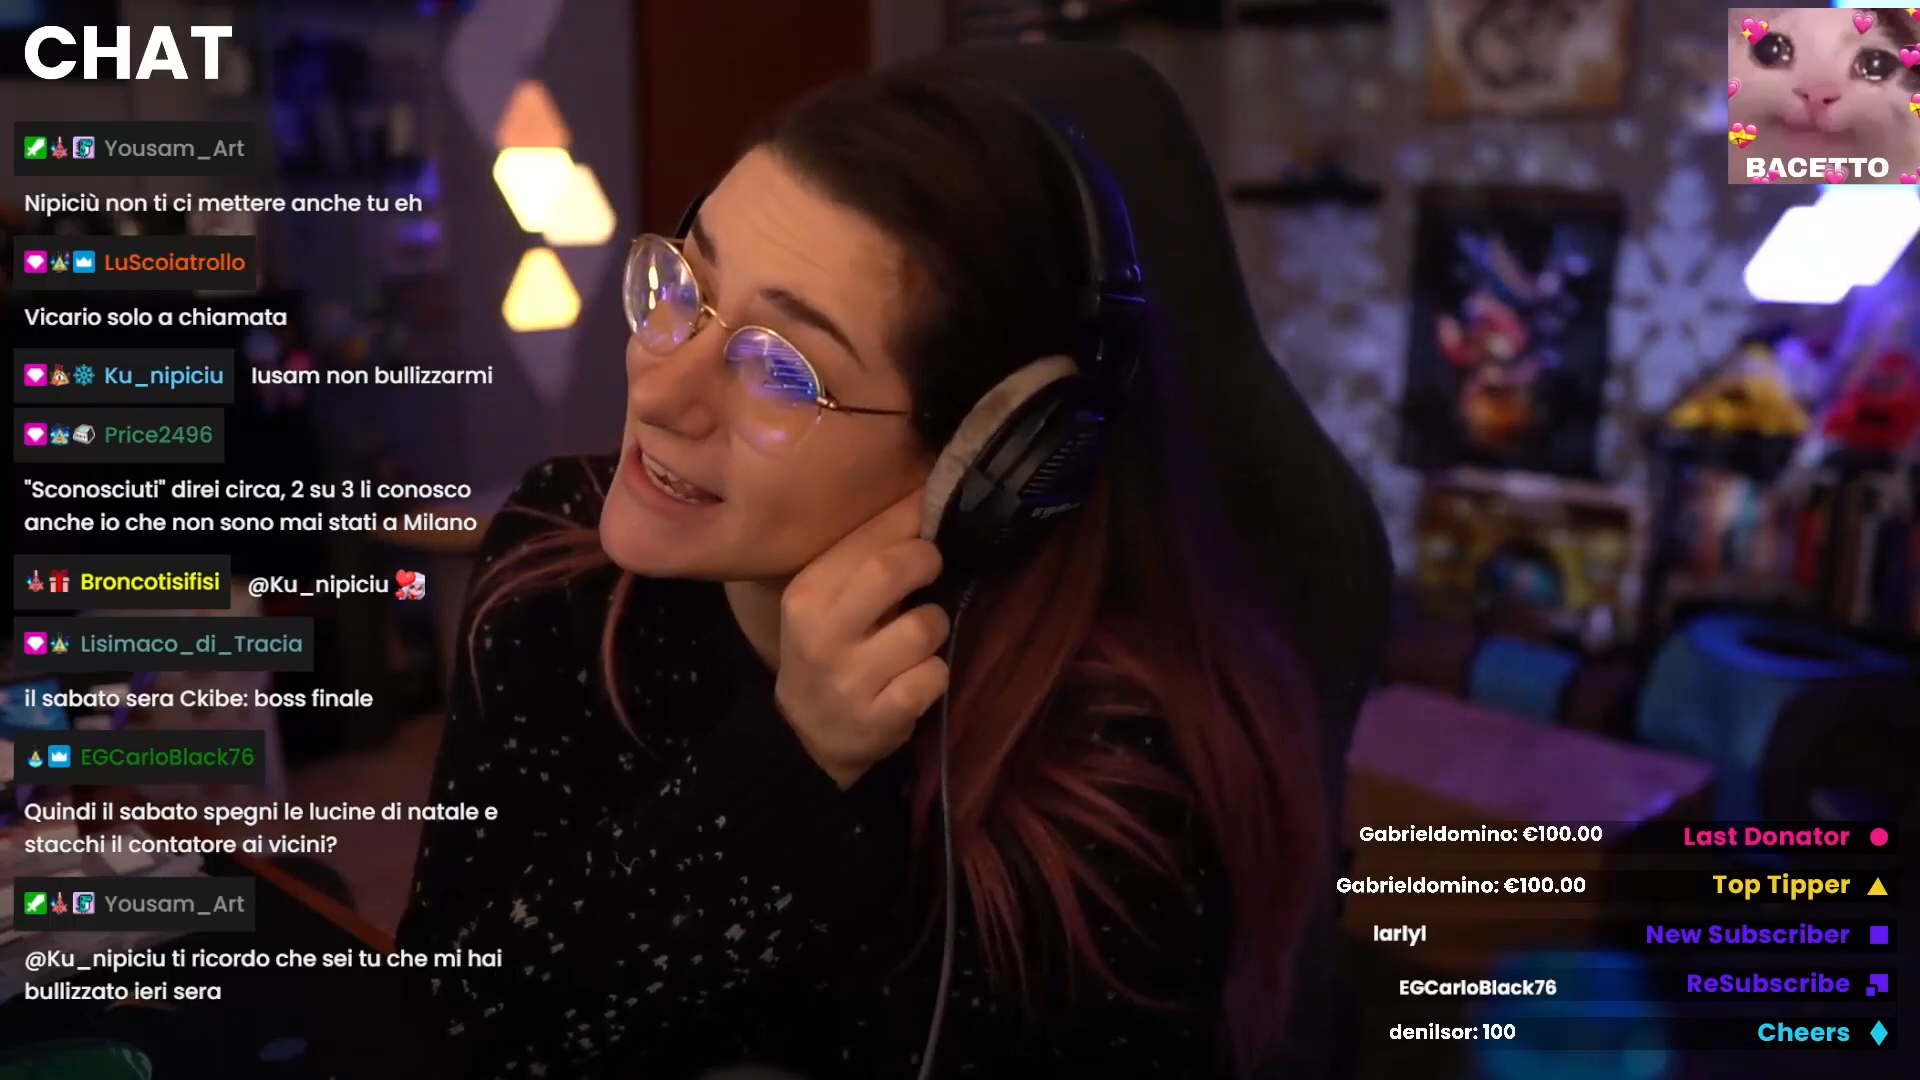 CHAT
Yousam_Art
Nipiciù non ti ci mettere anche tu eh
LuScoiatrollo
Vicario solo a chiamata
Ku_nipiciu Iusam non bullizzarmi
Price2496
"Sconosciuti" direi circa, 2 su 3 li conosco
anche io che non sono mai stati a Milano
Broncotisifisi @Ku_nipiciu
Lisimaco_di_Tracia
il sabato sera Ckibe: boss finale
EGCarloBlack76
Quindi il sabato spegni le lucine di natale e
stacchi il contatore ai vicini?
Yousam_Art
@Ku_nipiciu ti ricordo che sei tu che mi hai
bullizzato ieri sera
BACETTO
Gabrieldomino: €100.00 Last Donator
Gabrieldomino: €100.00 Top Tipper
larlyl New Subscriber
EGCarloBlack76 ReSubscribe
denilsor: 100 Cheers